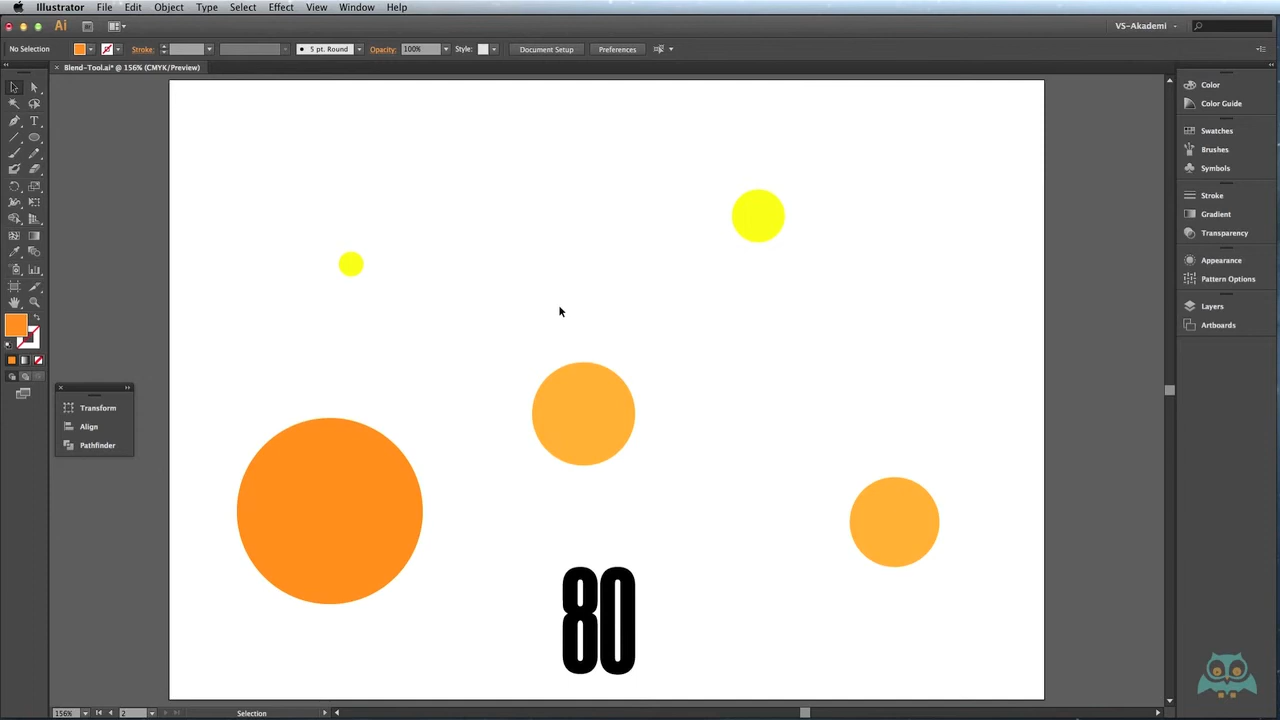 Illustrator File Edit Object Type Select Effect View Window Help
Ai VS-Akademi
No Selection Stroke: 5 pt. Round Opacity: 100% Style: Document Setup Preferences
Blend-Tool.ai* @ 156% (CMYK/Preview)
Color
Color Guide
Swatches
Brushes
Symbols
Stroke
Gradient
Transparency
Appearance
Pattern Options
Layers
Artboards
Transform
Align
Pathfinder
80
156% 2 Selection